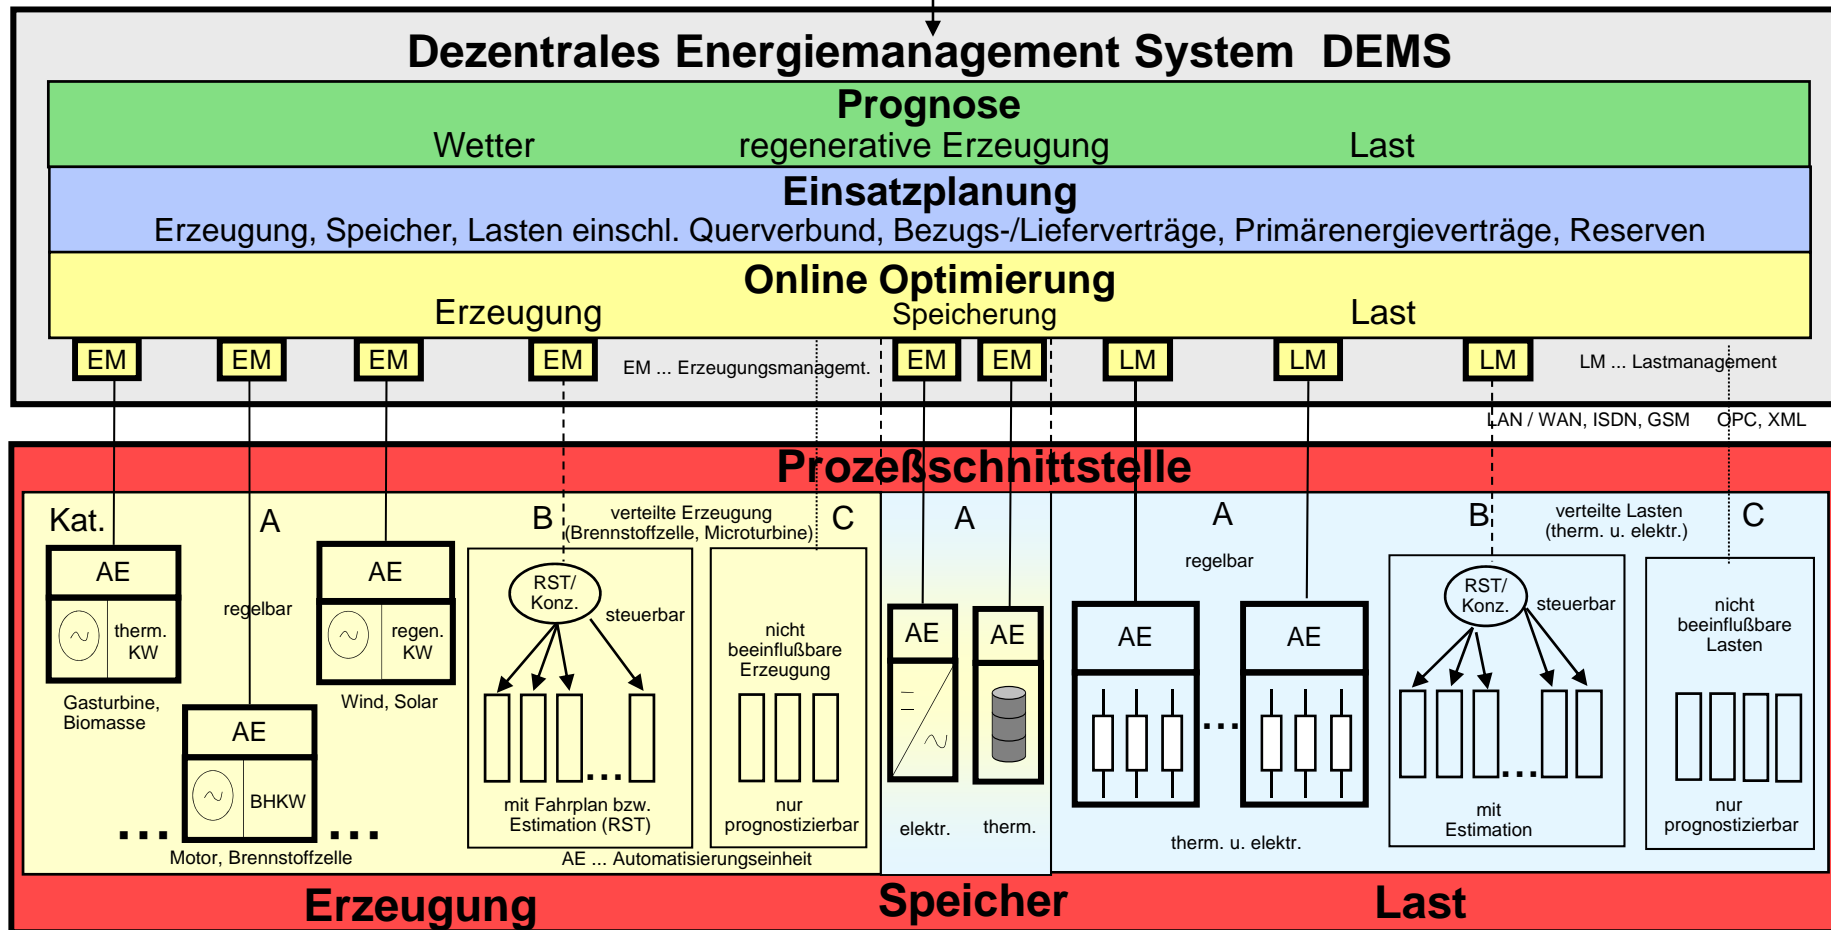 Dezentrales Energiemanagement System DEMS
Prognose
Wetter regenerative Erzeugung Last
Einsatzplanung
Erzeugung, Speicher, Lasten einschl. Querverbund, Bezugs-/Lieferverträge, Primärenergieverträge, Reserven
Online Optimierung
Erzeugung Speicherung Last
EM EM EM EM EM ... Erzeugungsmanagemt. EM EM LM LM LM LM ... Lastmanagement
LAN / WAN, ISDN, GSM OPC, XML
Prozeßschnittstelle
Kat. A B verteilte Erzeugung C A A B verteilte Lasten C
(Brennstoffzelle, Microturbine) (therm. u. elektr.)
regelbar
AE
therm.
KW
Gasturbine,
Biomasse
regelbar
AE
BHKW
Motor, Brennstoffzelle
... ...
AE
regen.
KW
Wind, Solar
RST/
Konz.
steuerbar
...
mit Fahrplan bzw.
Estimation (RST)
AE ... Automatisierungseinheit
nicht
beeinflußbare
Erzeugung
nur
prognostizierbar
AE
elektr.
AE
therm.
AE ... AE
therm. u. elektr.
RST/
Konz.
steuerbar
...
mit
Estimation
nicht
beeinflußbare
Lasten
nur
prognostizierbar
Erzeugung Speicher Last